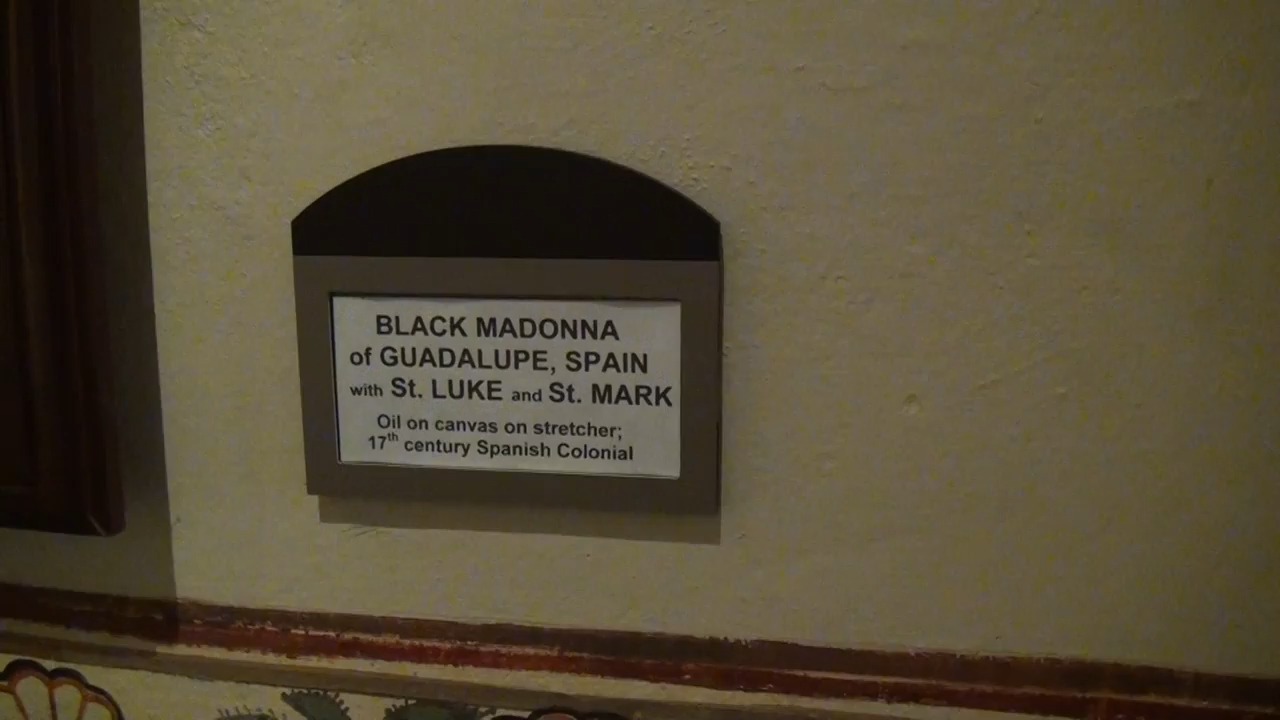 BLACK MADONNA
of GUADALUPE, SPAIN
with St. LUKE and St. MARK
Oil on canvas on stretcher;
17th century Spanish Colonial